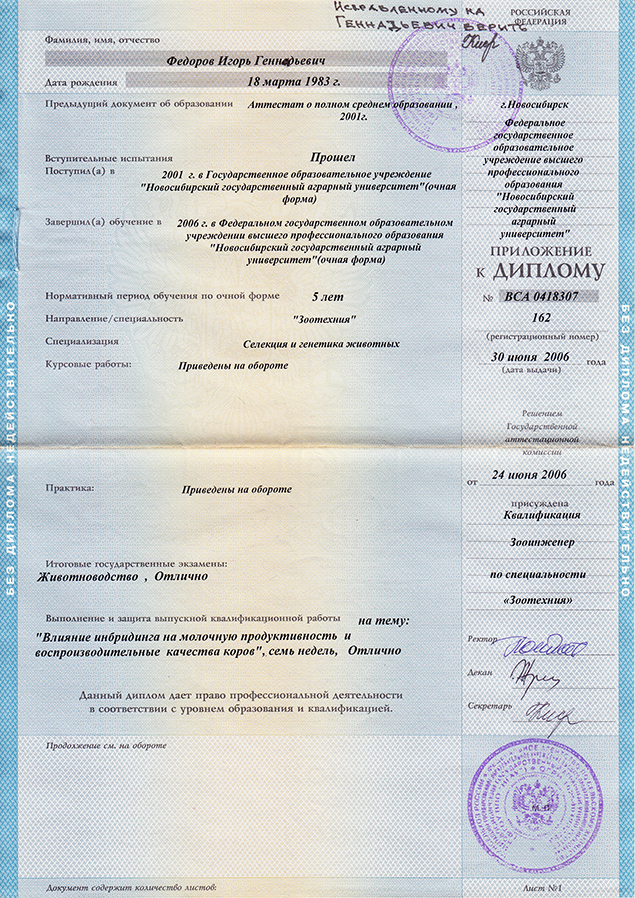 Исправленному на
Геннадьевич верить
РОССИЙСКАЯ
ФЕДЕРАЦИЯ
Фамилия, имя, отчество
Федоров Игорь Геннадьевич
Дата рождения
18 марта 1983 г.
Предыдущий документ об образовании
Аттестат о полном среднем образовании ,
2001г.
Вступительные испытания
Прошел
Поступил(а) в
2001 г. в Государственное образовательное учреждение
"Новосибирский государственный аграрный университет"(очная
форма)
Завершил(а) обучение в
2006 г. в Федеральном государственном образовательном
учреждении высшего профессионального образования
"Новосибирский государственный аграрный
университет"(очная форма)
Нормативный период обучения по очной форме
5 лет
Направление/специальность
"Зоотехния"
Специализация
Селекция и генетика животных
Курсовые работы:
Приведены на обороте
Практика:
Приведены на обороте
Итоговые государственные экзамены:
Животноводство , Отлично
Выполнение и защита выпускной квалификационной работы
на тему:
"Влияние инбридинга на молочную продуктивность и
воспроизводительные качества коров", семь недель, Отлично
Данный диплом дает право профессиональной деятельности
в соответствии с уровнем образования и квалификацией.
Продолжение см. на обороте
Документ содержит количество листов:
г.Новосибирск
Федеральное
государственное
образовательное
учреждение высшего
профессионального
образования
"Новосибирский
государственный
аграрный
университет"
ПРИЛОЖЕНИЕ
К ДИПЛОМУ
№ ВСА 0418307
162
(регистрационный номер)
30 июня 2006 года
(дата выдачи)
Решением
Государственной
аттестационной
комиссии
от 24 июня 2006 года
присуждена
Квалификация
Зооинженер
по специальности
«Зоотехния»
Ректор
Декан
Секретарь
М.П.
Лист №1
БЕЗ ДИПЛОМА НЕДЕЙСТВИТЕЛЬНО
БЕЗ ДИПЛОМА НЕДЕЙСТВИТЕЛЬНО